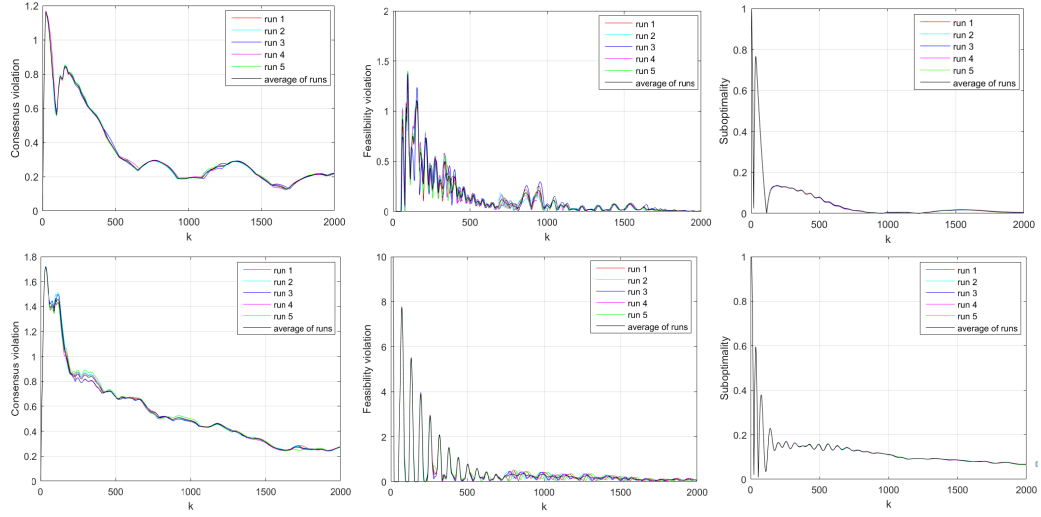 Consesnus violation
1.2
1
0.8
0.6
0.4
0.2
0
0 500 1000 1500 2000
k
run 1
run 2
run 3
run 4
run 5
average of runs
Feasilbility violation
2
1.5
1
0.5
0
0 500 1000 1500 2000
k
run 1
run 2
run 3
run 4
run 5
average of runs
Suboptimality
1
0.8
0.6
0.4
0.2
0
0 500 1000 1500 2000
k
run 1
run 2
run 3
run 4
run 5
average of runs
Consensus violation
1.8
1.6
1.4
1.2
1
0.8
0.6
0.4
0.2
0
0 500 1000 1500 2000
k
run 1
run 2
run 3
run 4
run 5
average of runs
Feasibility violation
10
8
6
4
2
0
0 500 1000 1500 2000
k
run 1
run 2
run 3
run 4
run 5
average of runs
Suboptimality
1
0.8
0.6
0.4
0.2
0
0 500 1000 1500 2000
k
run 1
run 2
run 3
run 4
run 5
average of runs